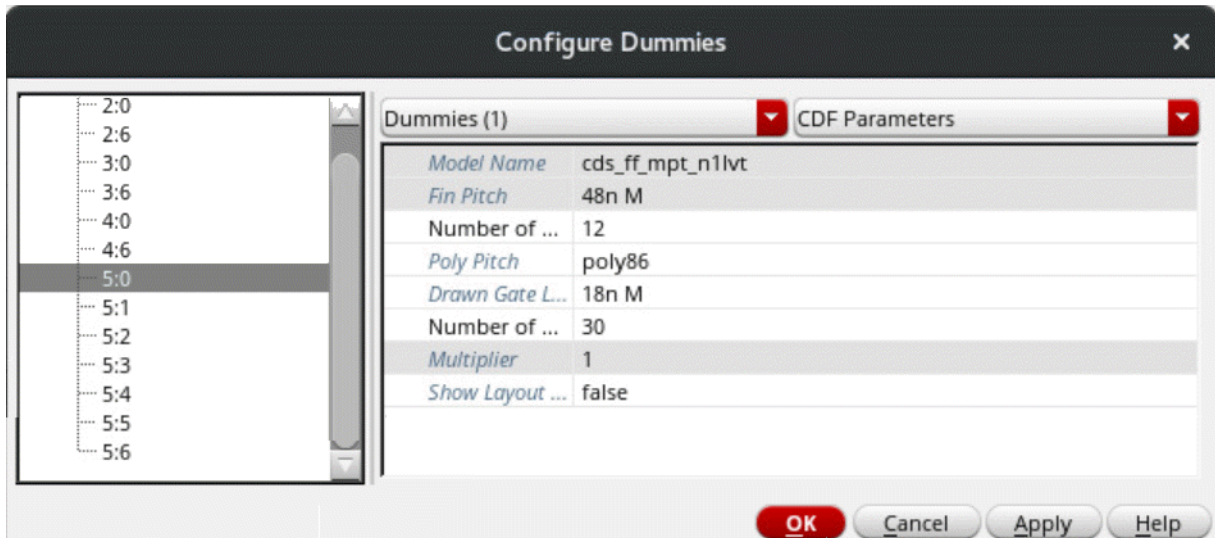 Configure Dummies
2:0
2:6
3:0
3:6
4:0
4:6
5:0
5:1
5:2
5:3
5:4
5:5
5:6
Dummies (1)
CDF Parameters
Model Name cds_ff_mpt_n1lvt
Fin Pitch 48n M
Number of ... 12
Poly Pitch poly86
Drawn Gate L... 18n M
Number of ... 30
Multiplier 1
Show Layout ... false
OK Cancel Apply Help